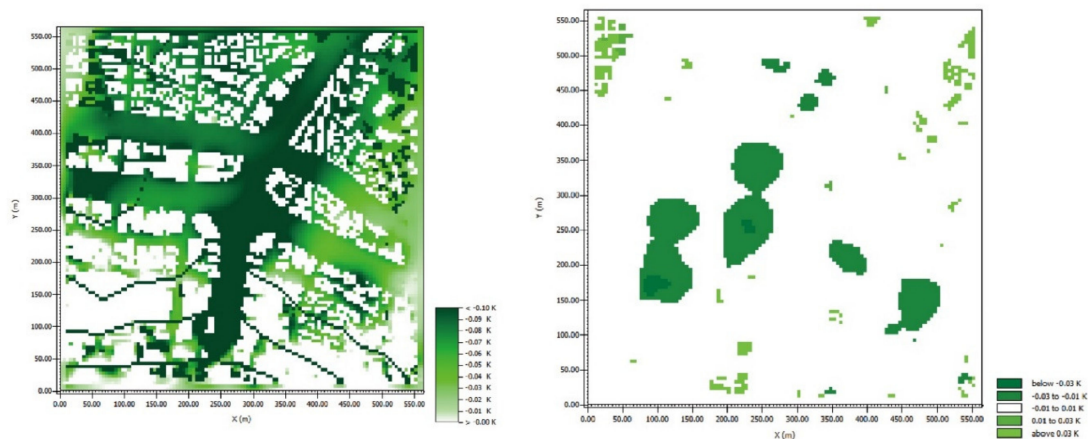 550.00
500.00
450.00
400.00
350.00
300.00
250.00
200.00
150.00
100.00
50.00
0.00
Y (m)
0.00 50.00 100.00 150.00 200.00 250.00 300.00 350.00 400.00 450.00 500.00 550.00
X (m)
< -0.10 K
-0.09 K
-0.08 K
-0.07 K
-0.06 K
-0.05 K
-0.04 K
-0.03 K
-0.02 K
-0.01 K
> -0.00 K
550.00
500.00
450.00
400.00
350.00
300.00
250.00
200.00
150.00
100.00
50.00
0.00
Y (m)
0.00 50.00 100.00 150.00 200.00 250.00 300.00 350.00 400.00 450.00 500.00 550.00
X (m)
below -0.03 K
-0.03 to -0.01 K
-0.01 to 0.01 K
0.01 to 0.03 K
above 0.03 K